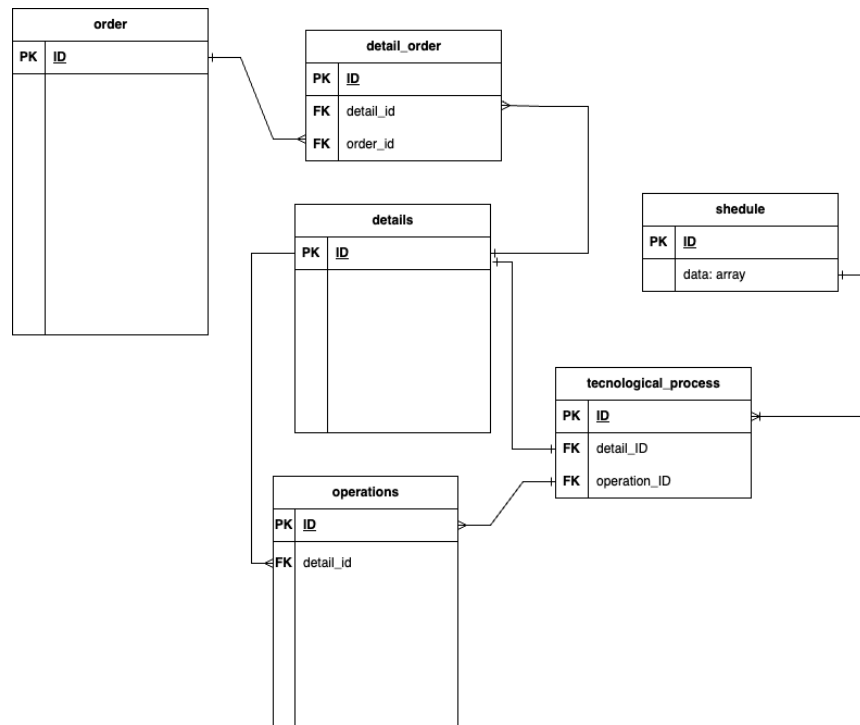 order
PK ID
detail_order
PK ID
FK detail_id
FK order_id
details
PK ID
shedule
PK ID
data: array
tecnological_process
PK ID
FK detail_ID
FK operation_ID
operations
PK ID
FK detail_id